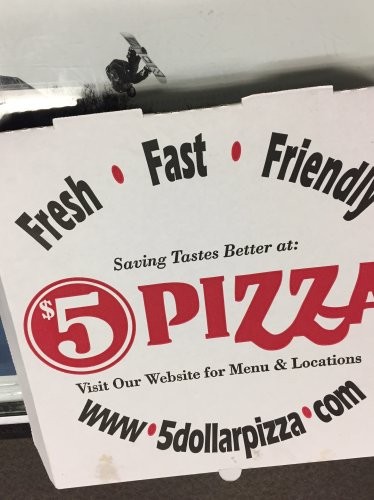 Fresh • Fast • Friendly
Saving Tastes Better at:
$5 PIZZA
Visit Our Website for Menu & Locations
www•5dollarpizza•com